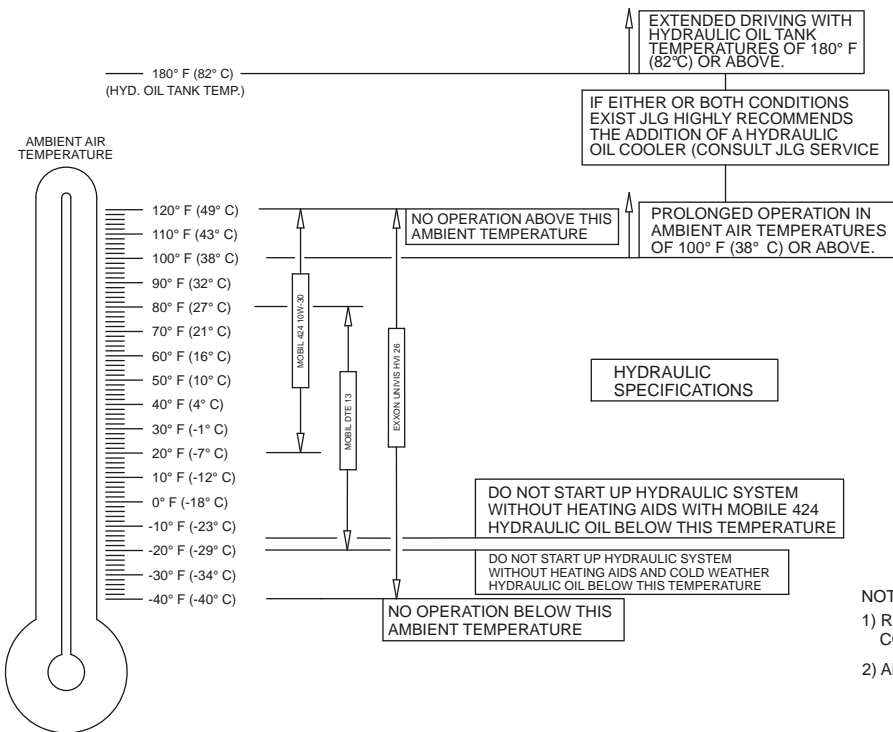 EXTENDED DRIVING WITH
HYDRAULIC OIL TANK
TEMPERATURES OF 180° F
(82°C) OR ABOVE.
180° F (82° C)
(HYD. OIL TANK TEMP.)
IF EITHER OR BOTH CONDITIONS
EXIST JLG HIGHLY RECOMMENDS
THE ADDITION OF A HYDRAULIC
OIL COOLER (CONSULT JLG SERVICE
AMBIENT AIR
TEMPERATURE
120° F (49° C)
110° F (43° C)
100° F (38° C)
90° F (32° C)
80° F (27° C)
70° F (21° C)
60° F (16° C)
50° F (10° C)
40° F (4° C)
30° F (-1° C)
20° F (-7° C)
10° F (-12° C)
0° F (-18° C)
-10° F (-23° C)
-20° F (-29° C)
-30° F (-34° C)
-40° F (-40° C)
NO OPERATION ABOVE THIS
AMBIENT TEMPERATURE
PROLONGED OPERATION IN
AMBIENT AIR TEMPERATURES
OF 100° F (38° C) OR ABOVE.
MOBIL 424 10W-30
MOBIL DTE 13
EXXON UNIVIS HVI 26
HYDRAULIC
SPECIFICATIONS
DO NOT START UP HYDRAULIC SYSTEM
WITHOUT HEATING AIDS WITH MOBILE 424
HYDRAULIC OIL BELOW THIS TEMPERATURE
DO NOT START UP HYDRAULIC SYSTEM
WITHOUT HEATING AIDS AND COLD WEATHER
HYDRAULIC OIL BELOW THIS TEMPERATURE
NO OPERATION BELOW THIS
AMBIENT TEMPERATURE
NOT
1) R
2) A